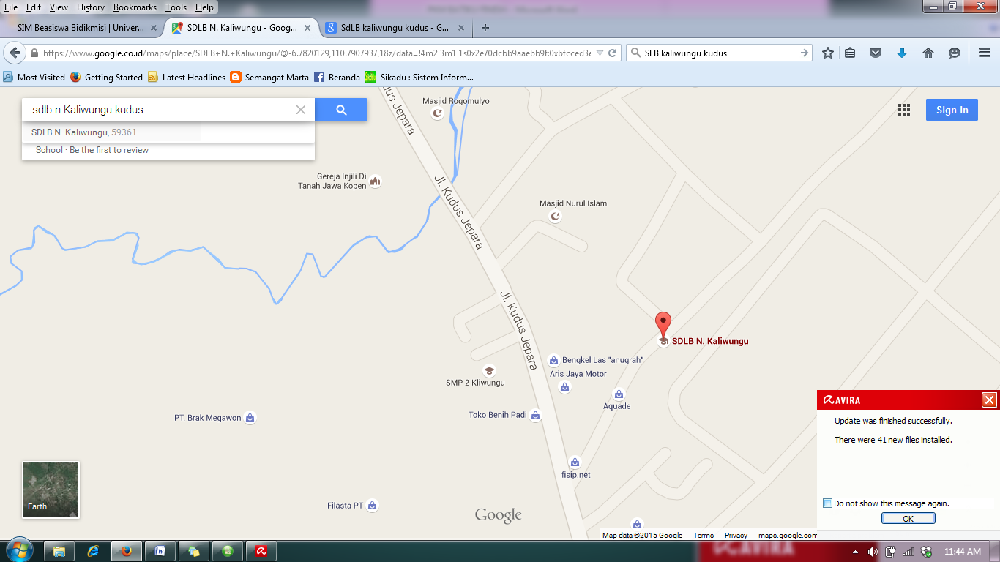 File Edit View History Bookmarks Tools Help
SIM Beasiswa Bidikmisi | Univer... SDLB N. Kaliwungu - Goog... SdLB kaliwungu kudus - G...
https://www.google.co.id/maps/place/SDLB+N.+Kaliwungu/@-6.7820129,110.7907937,18z/data=!4m2!3m1!1s0x2e70dcbb9aaebb9f:0xbfcced3e SLB kaliwungu kudus
Most Visited Getting Started Latest Headlines Semangat Marta Beranda Sikadu : Sistem Inform...
sdlb n.Kaliwungu kudus
Sign in
SDLB N. Kaliwungu, 59361
School · Be the first to review
Masjid Rogomulyo
dus Jepara
Gereja Injili Di
Tanah Jawa Kopen
Jl. Kudus Jepara
Masjid Nurul Islam
Jl. Kudus Jepara
SDLB N. Kaliwungu
Bengkel Las "anugrah"
Aris Jaya Motor
SMP 2 Kliwungu
Aquade
Toko Benih Padi
PT. Brak Megawon
fisip.net
Filasta PT
Earth
Google
AVIRA
Update was finished successfully.
There were 41 new files installed.
Do not show this message again.
OK
Map data ©2015 Google Terms Privacy maps.google.com
AVIRA
11:44 AM